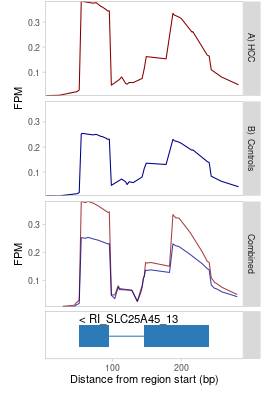 0.3
0.2
0.1
A) HCC
FPM
0.3
0.2
0.1
B) Controls
0.3
0.2
0.1
Combined
FPM
< RI_SLC25A45_13
100
200
Distance from region start (bp)